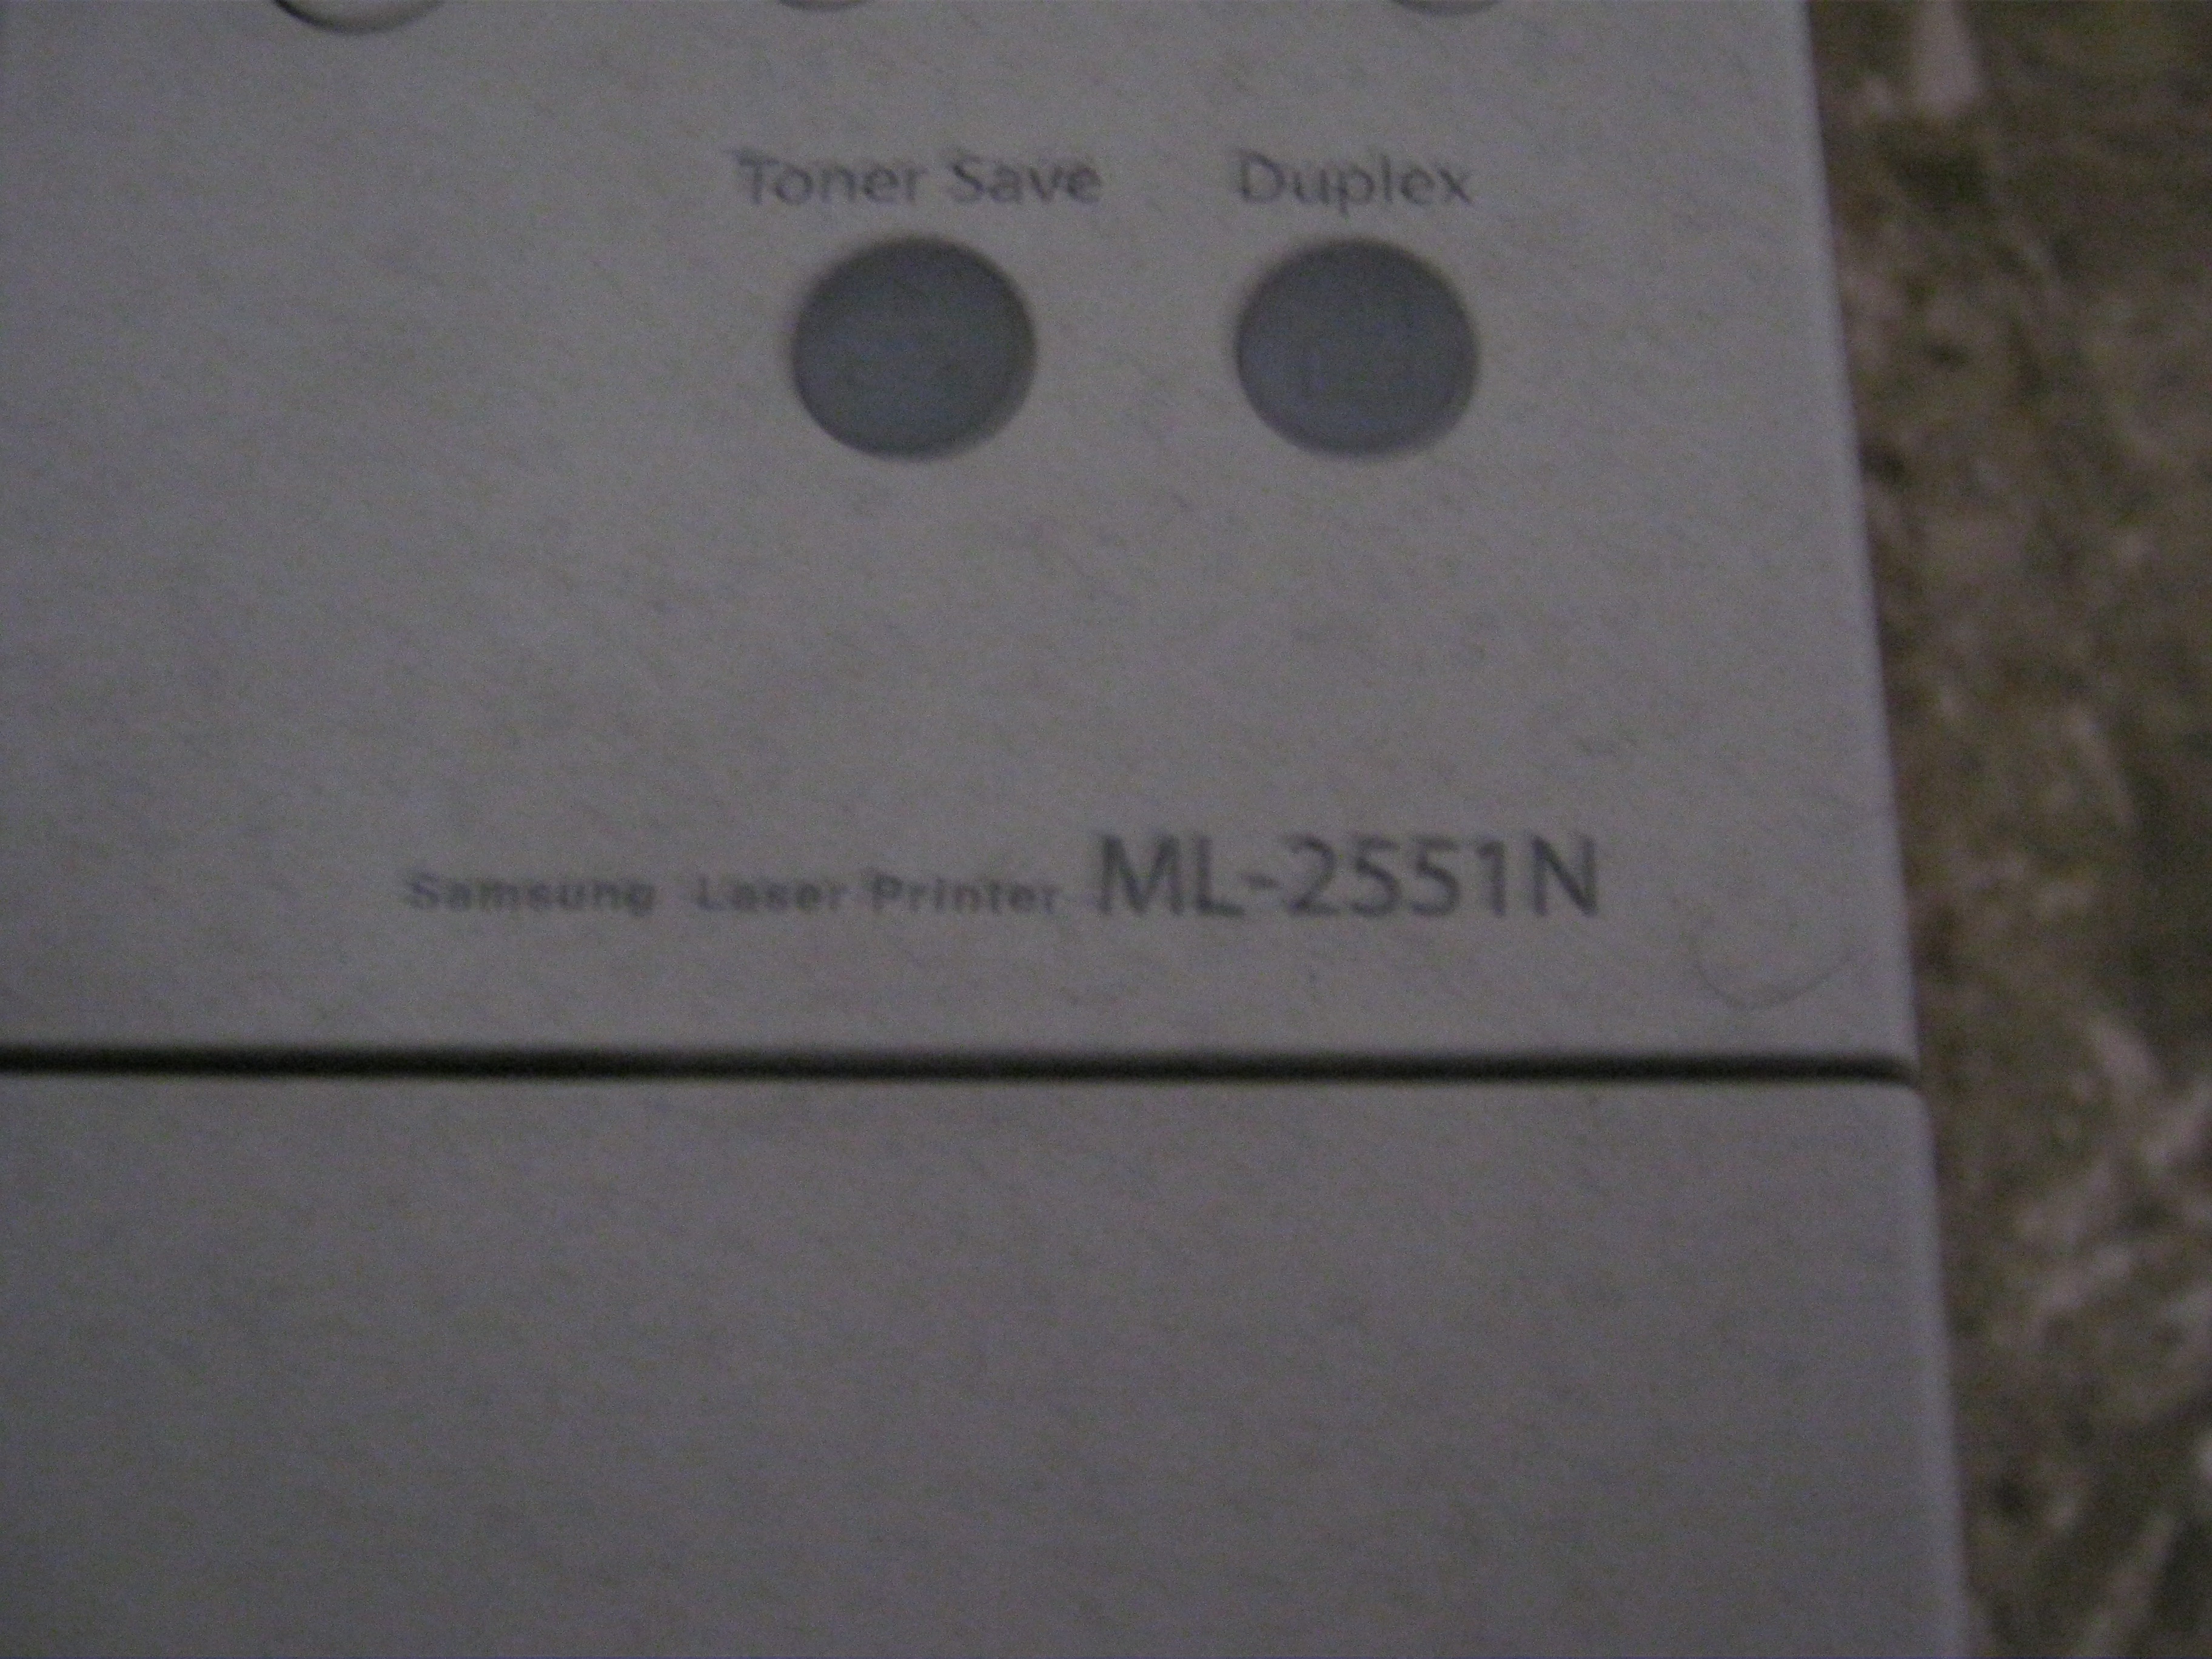 Toner Save Duplex
Samsung Laser Printer ML-2551N